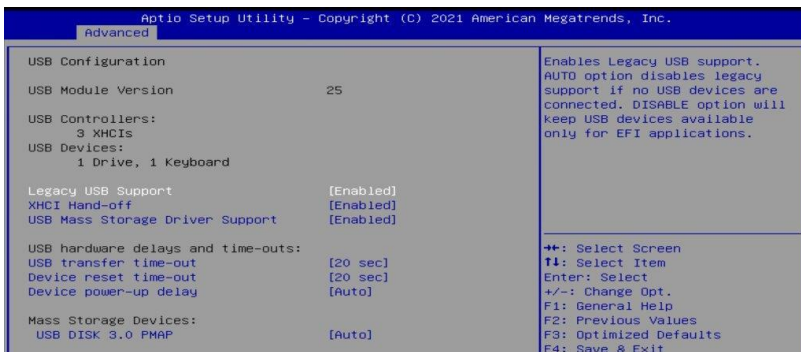 Aptio Setup Utility – Copyright (C) 2021 American Megatrends, Inc.
Advanced
USB Configuration
USB Module Version 25
USB Controllers:
3 XHCIs
USB Devices:
1 Drive, 1 Keyboard
Legacy USB Support [Enabled]
XHCI Hand-off [Enabled]
USB Mass Storage Driver Support [Enabled]
USB hardware delays and time-outs:
USB transfer time-out [20 sec]
Device reset time-out [20 sec]
Device power-up delay [Auto]
Mass Storage Devices:
USB DISK 3.0 PMAP [Auto]
Enables Legacy USB support.
AUTO option disables legacy
support if no USB devices are
connected. DISABLE option will
keep USB devices available
only for EFI applications.
→←: Select Screen
↑↓: Select Item
Enter: Select
+/-: Change Opt.
F1: General Help
F2: Previous Values
F3: Optimized Defaults
F4: Save & Exit